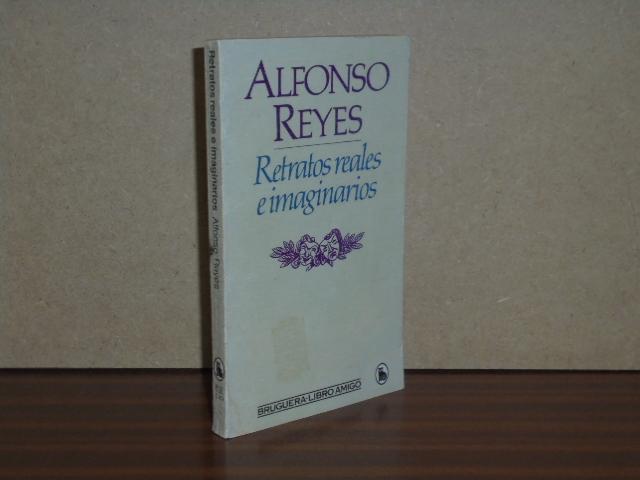 ALFONSO
REYES
Retratos reales
e imaginarios
BRUGUERA-LIBRO AMIGO
Retratos reales e imaginarios. Alfonso Reyes